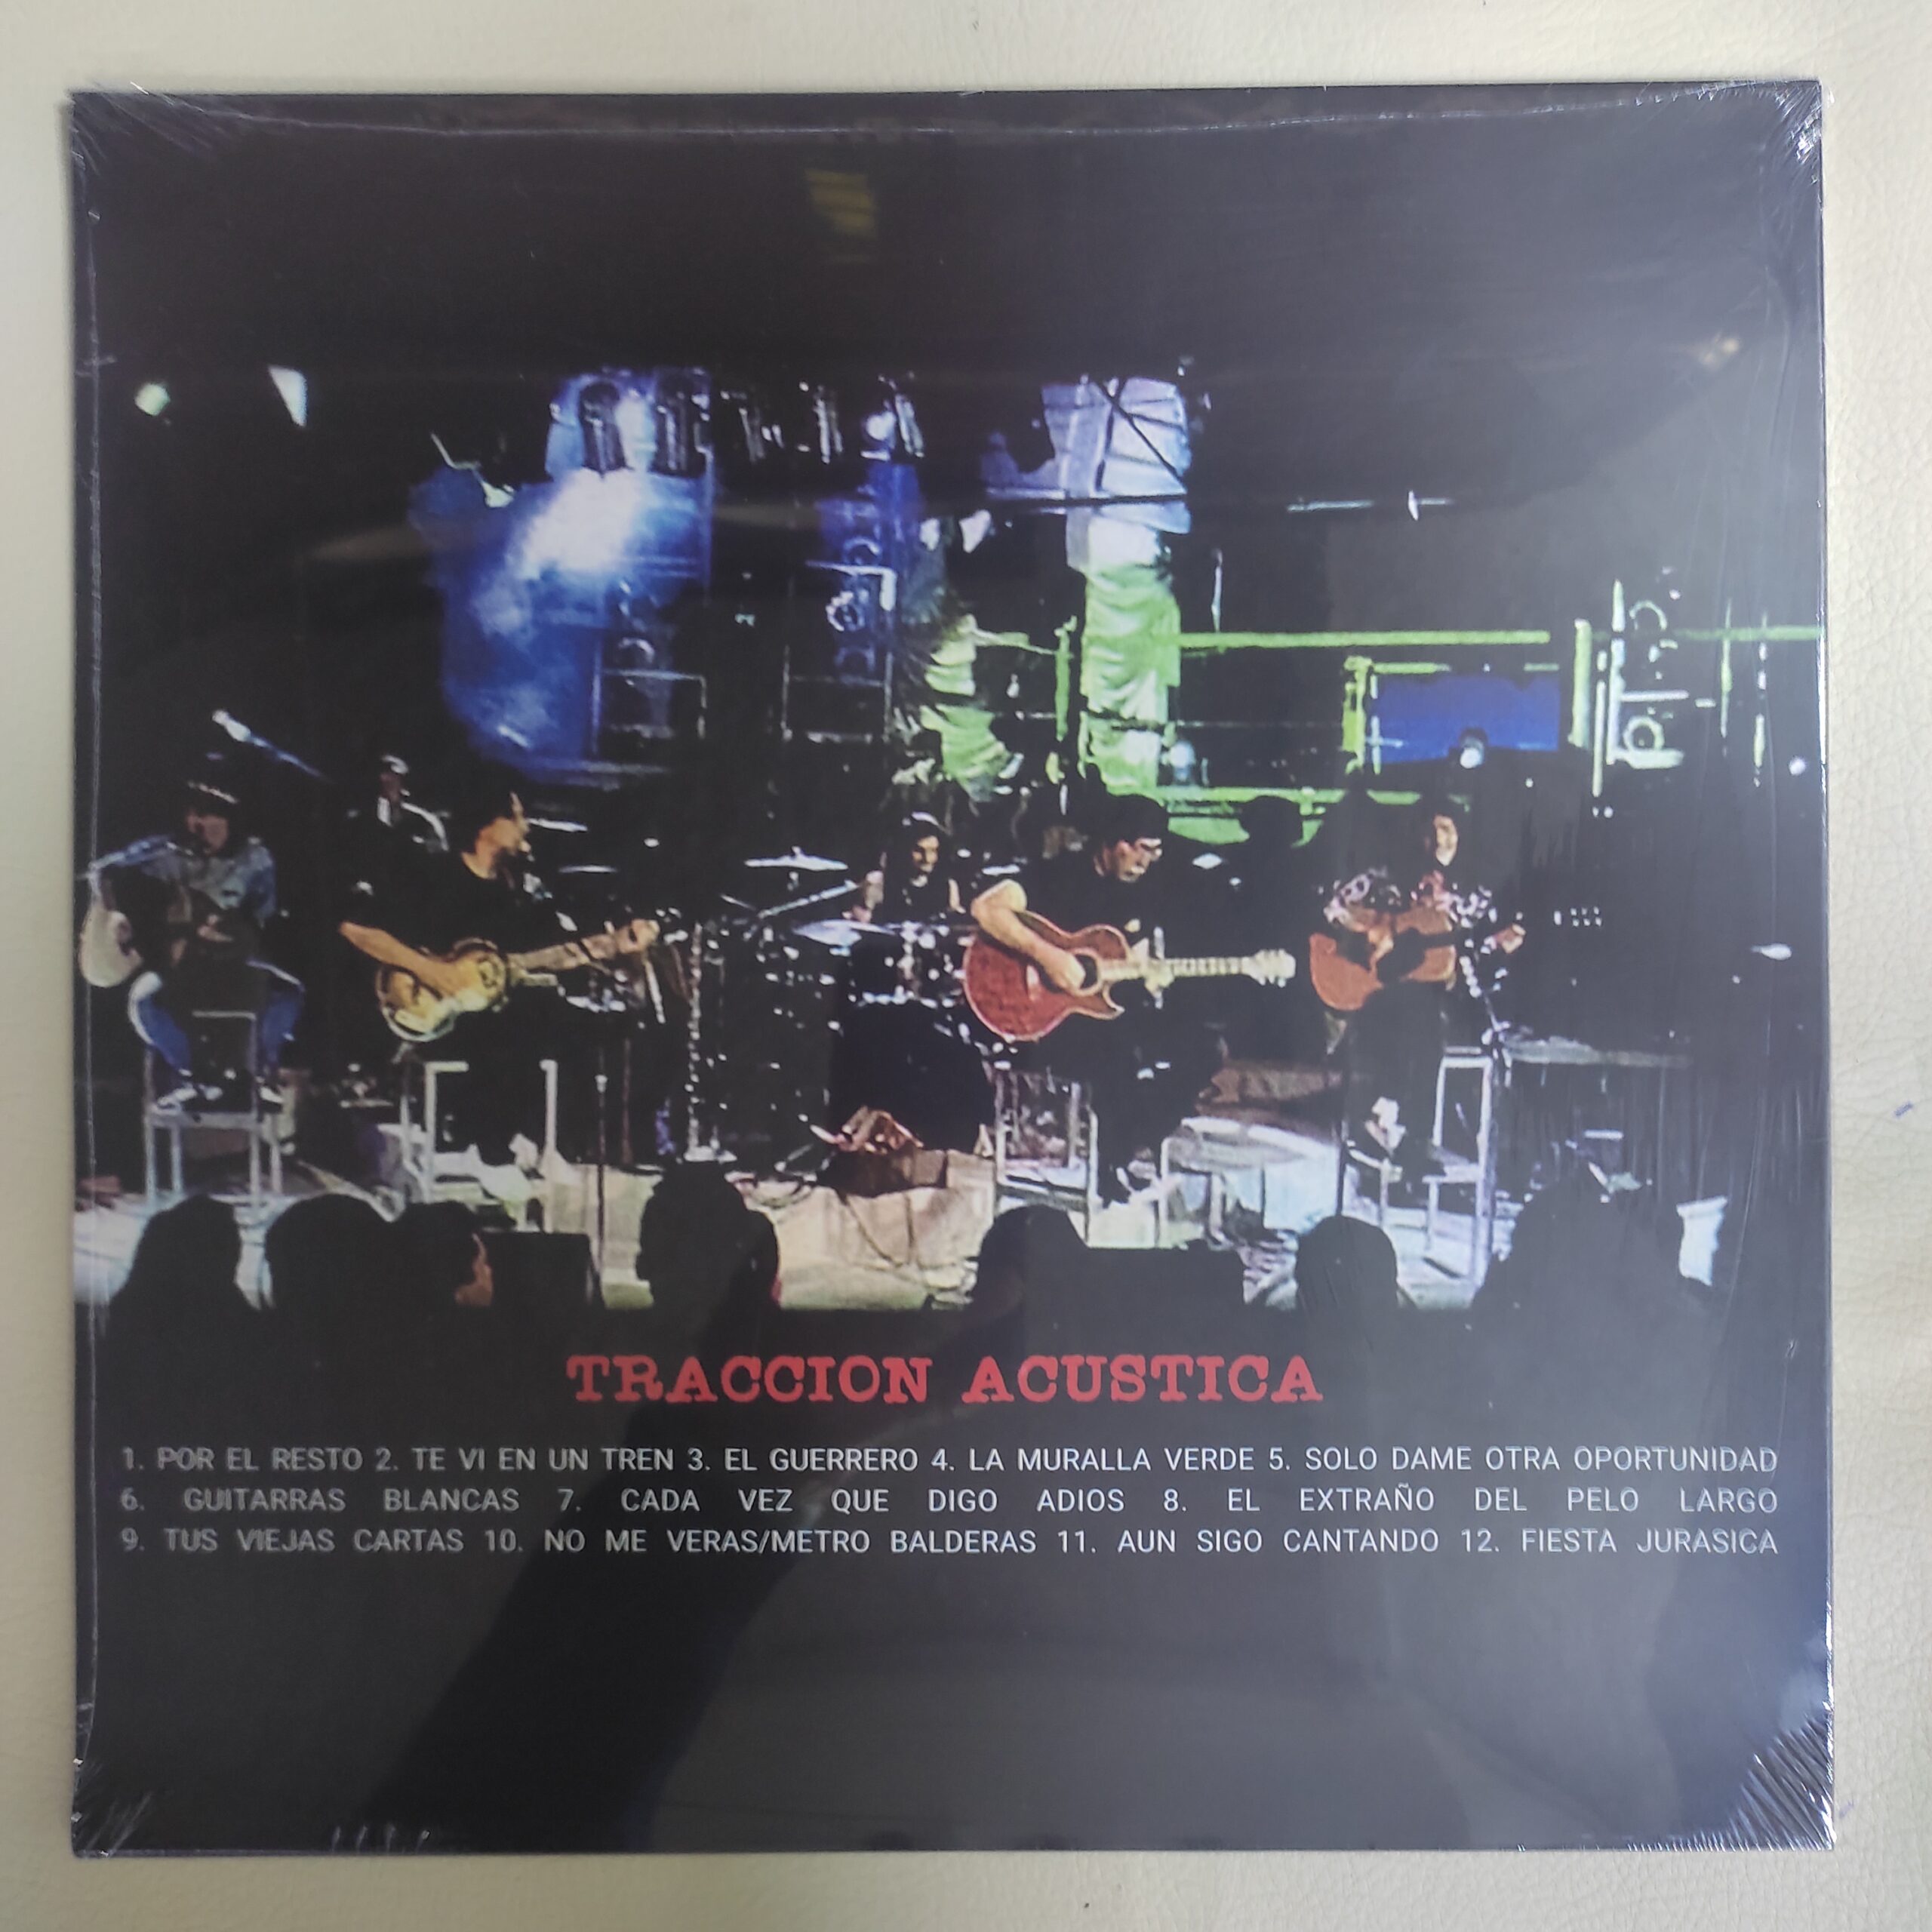 TRACCION ACUSTICA
1. POR EL RESTO 2. TE VI EN UN TREN 3. EL GUERRERO 4. LA MURALLA VERDE 5. SOLO DAME OTRA OPORTUNIDAD
6. GUITARRAS BLANCAS 7. CADA VEZ QUE DIGO ADIOS 8. EL EXTRAÑO DEL PELO LARGO
9. TUS VIEJAS CARTAS 10. NO ME VERAS/METRO BALDERAS 11. AUN SIGO CANTANDO 12. FIESTA JURASICA